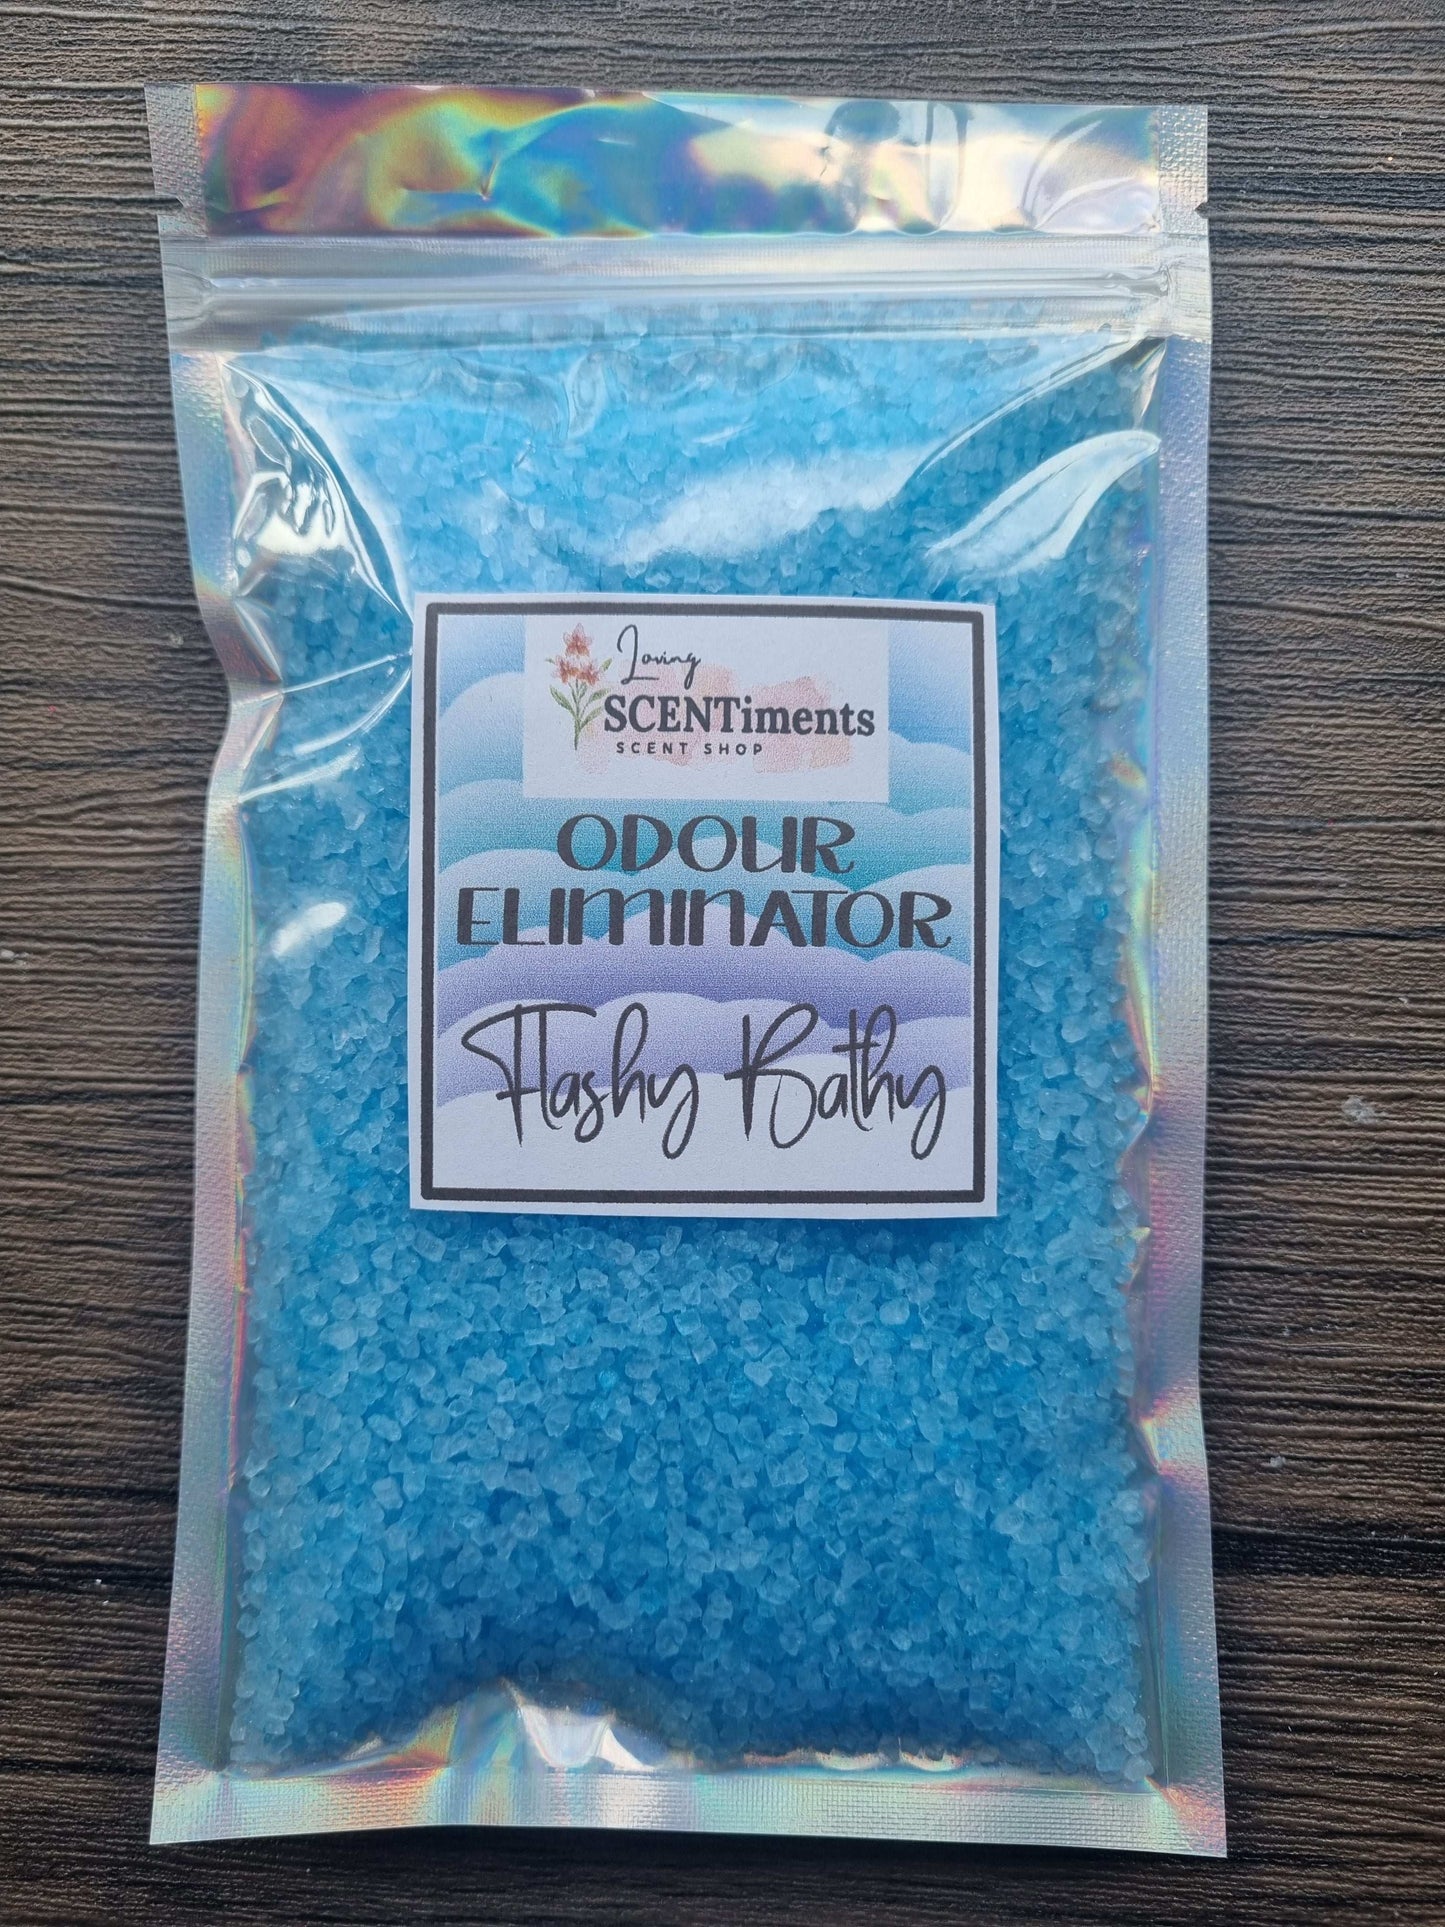 Loving
SCENTiments
SCENT SHOP
ODOUR
ELIMINATOR
Flashy Bathy